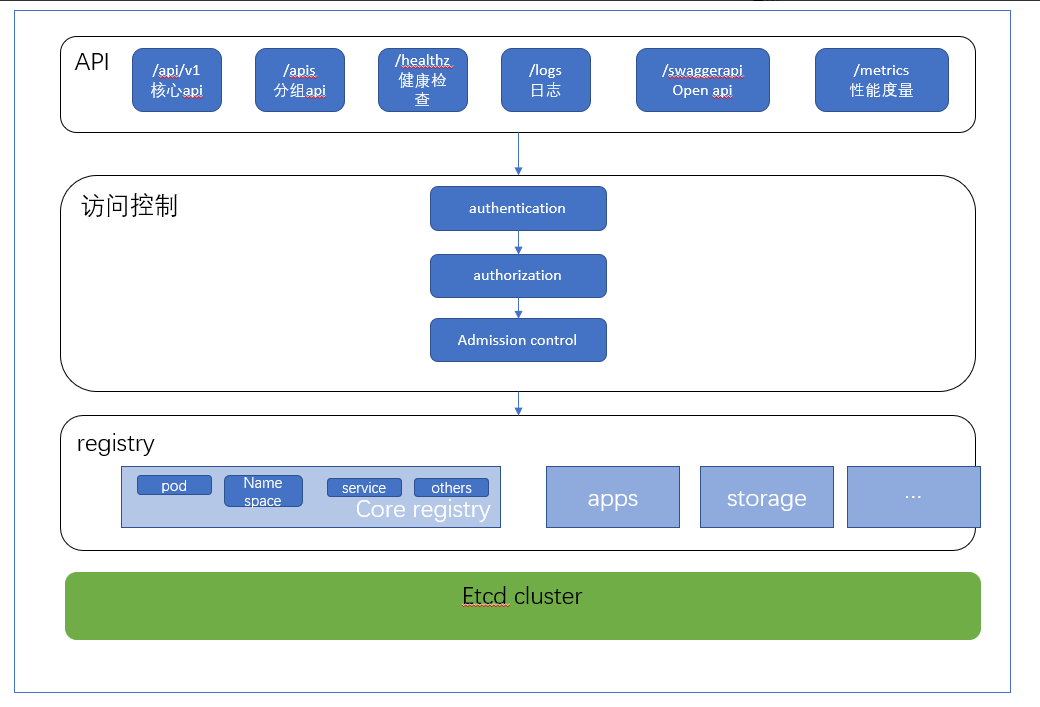 API
/api/v1
核心api
/apis
分组api
/healthz
健康检
查
/logs
日志
/swaggerapi
Open api
/metrics
性能度量
访问控制
authentication
authorization
Admission control
registry
pod
Name
space
service
others
Core registry
apps
storage
...
Etcd cluster